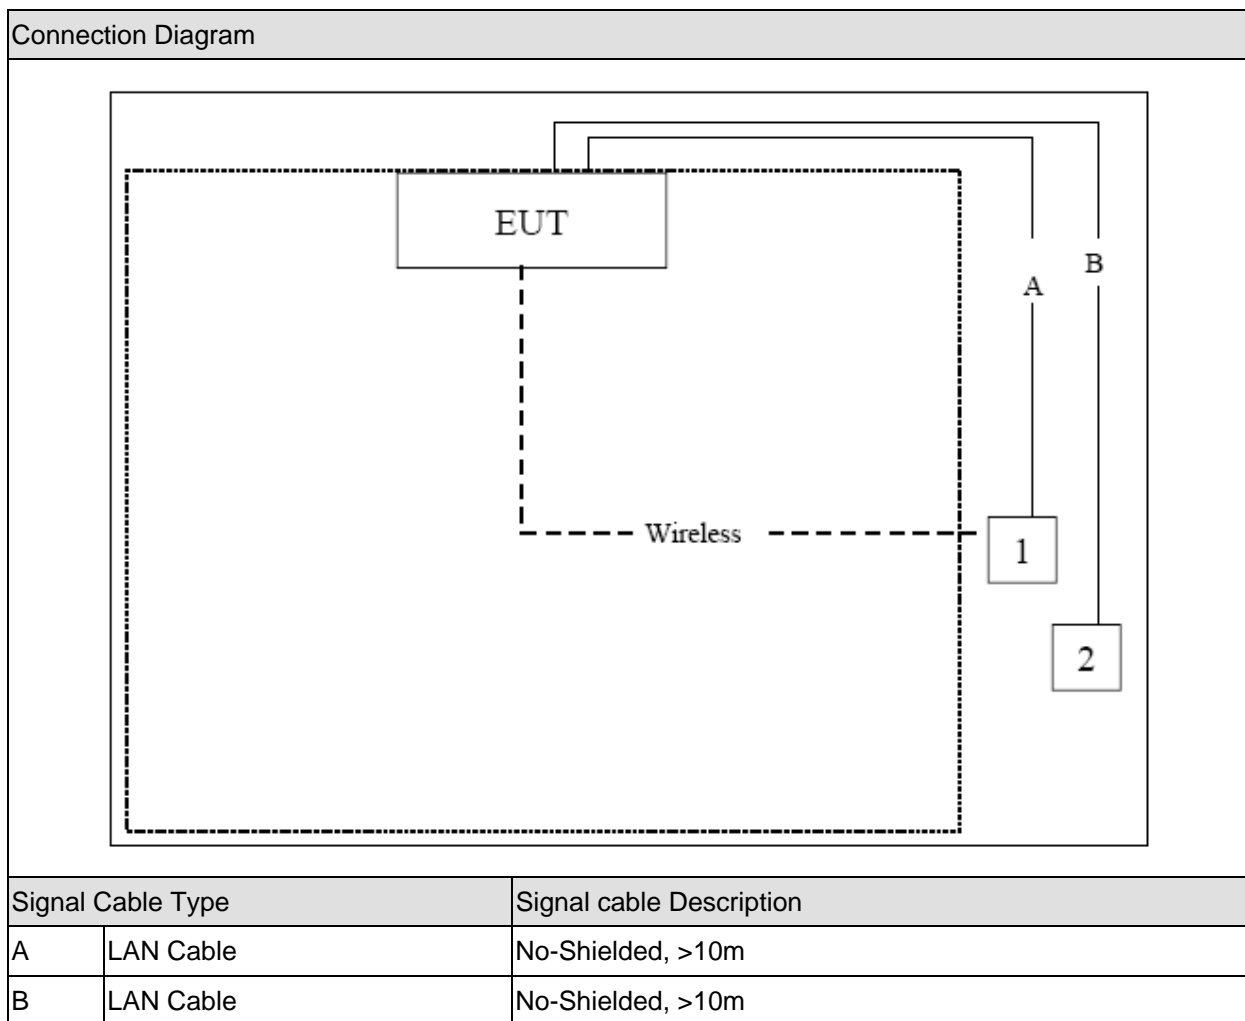 Connection Diagram
EUT
B
A
Wireless
1
2
Signal Cable Type Signal cable Description
A LAN Cable No-Shielded, >10m
B LAN Cable No-Shielded, >10m